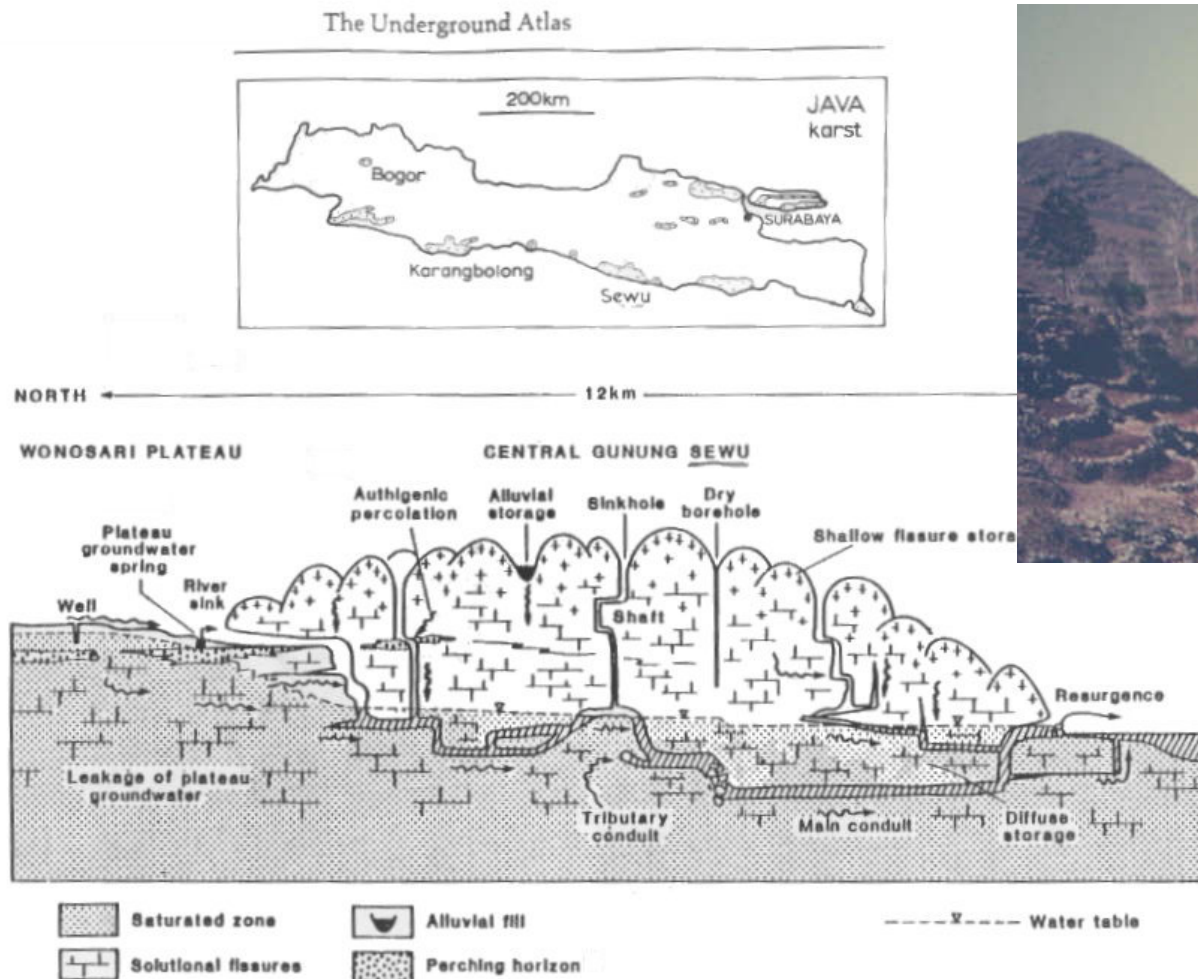 The Underground Atlas
200km
JAVA
karst
Bogor
SURABAYA
Karangbolong
Sewu
NORTH
12km
WONOSARI PLATEAU
CENTRAL GUNUNG SEWU
Authigenic
percolation
Alluvial
storage
Sinkhole
Dry
borehole
Plateau
groundwater
spring
Shallow fissure stora
River
sink
Well
Shaft
Resurgence
Leakage of plateau
groundwater
Tributary
conduit
Main conduit
Diffuse
storage
Saturated zone
Alluvial fill
Water table
Solutional fissures
Perching horizon